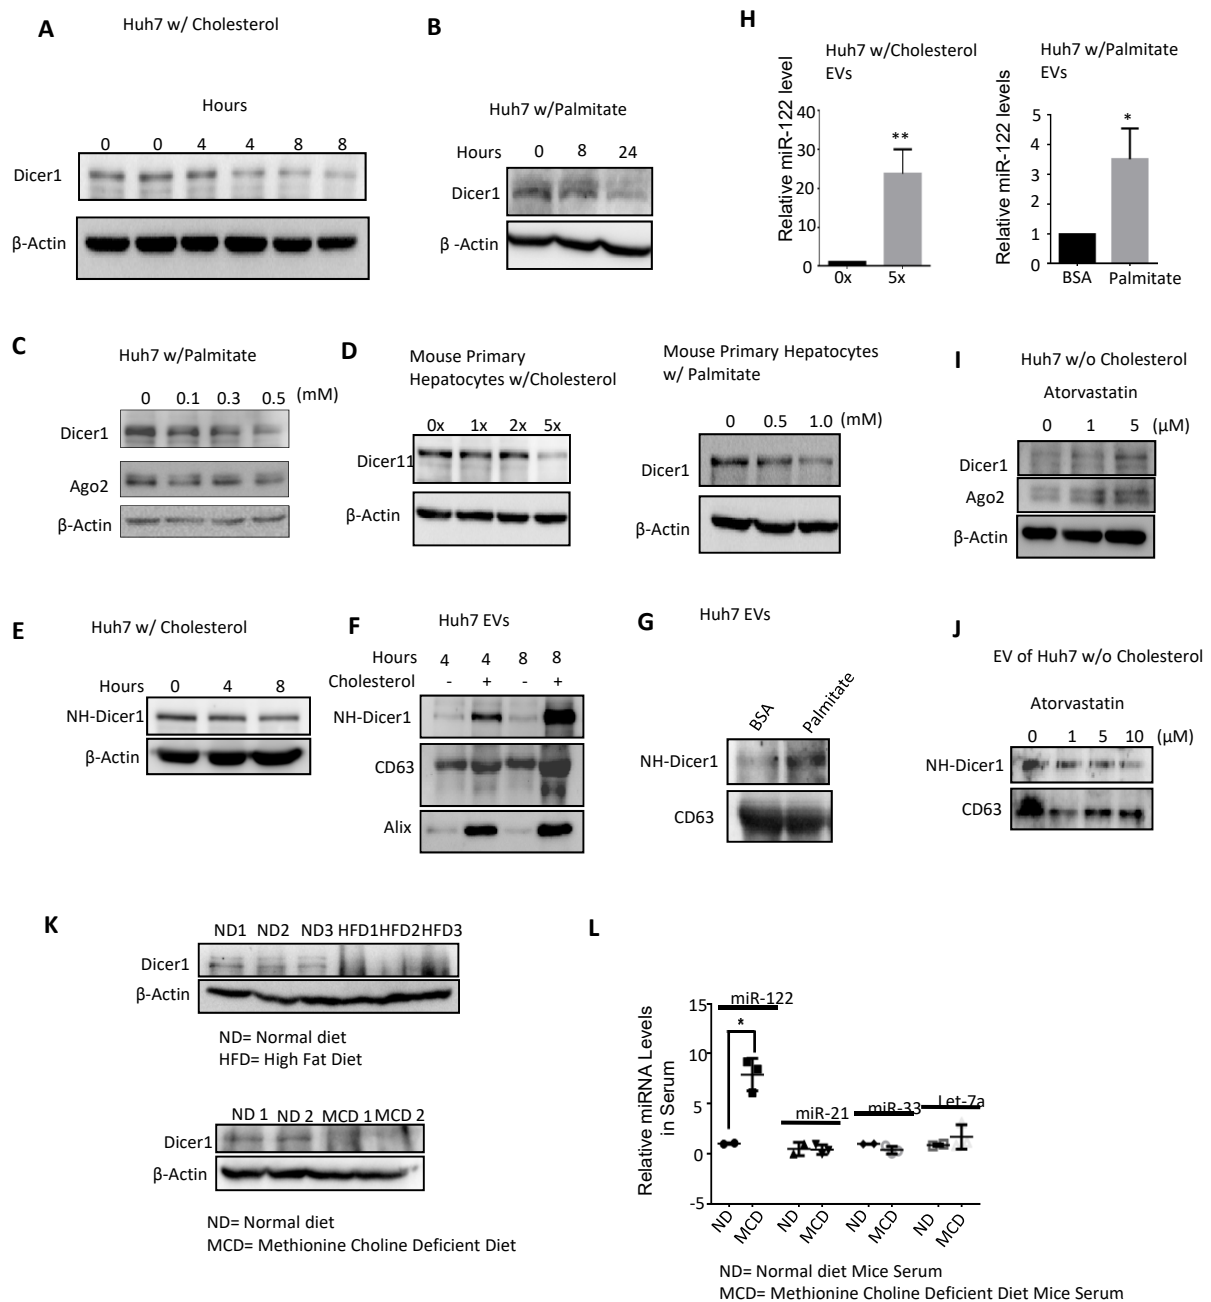 A
Huh7 w/ Cholesterol
Hours
0 0 4 4 8 8
Dicer1
β-Actin
B
Huh7 w/Palmitate
Hours 0 8 24
Dicer1
β -Actin
H
Huh7 w/Cholesterol
EVs
Relative miR-122 level
40
30
20
10
0
**
0x 5x
Huh7 w/Palmitate
EVs
Relative miR-122 levels
5
4
3
2
1
0
*
BSA Palmitate
C
Huh7 w/Palmitate
0 0.1 0.3 0.5 (mM)
Dicer1
Ago2
β-Actin
D
Mouse Primary
Hepatocytes w/Cholesterol
0x 1x 2x 5x
Dicer11
β-Actin
Mouse Primary Hepatocytes
w/ Palmitate
0 0.5 1.0 (mM)
Dicer1
β-Actin
I
Huh7 w/o Cholesterol
Atorvastatin
0 1 5 (μM)
Dicer1
Ago2
β-Actin
E
Huh7 w/ Cholesterol
Hours 0 4 8
NH-Dicer1
β-Actin
F
Huh7 EVs
Hours 4 4 8 8
Cholesterol - + - +
NH-Dicer1
CD63
Alix
G
Huh7 EVs
BSA Palmitate
NH-Dicer1
CD63
J
EV of Huh7 w/o Cholesterol
Atorvastatin
0 1 5 10 (μM)
NH-Dicer1
CD63
K
ND1 ND2 ND3 HFD1 HFD2 HFD3
Dicer1
β-Actin
ND= Normal diet
HFD= High Fat Diet
ND 1 ND 2 MCD 1 MCD 2
Dicer1
β-Actin
ND= Normal diet
MCD= Methionine Choline Deficient Diet
L
Relative miRNA Levels
in Serum
15
10
5
0
-5
miR-122
*
miR-21
miR-33
Let-7a
ND MCD ND MCD ND MCD ND MCD
ND= Normal diet Mice Serum
MCD= Methionine Choline Deficient Diet Mice Serum